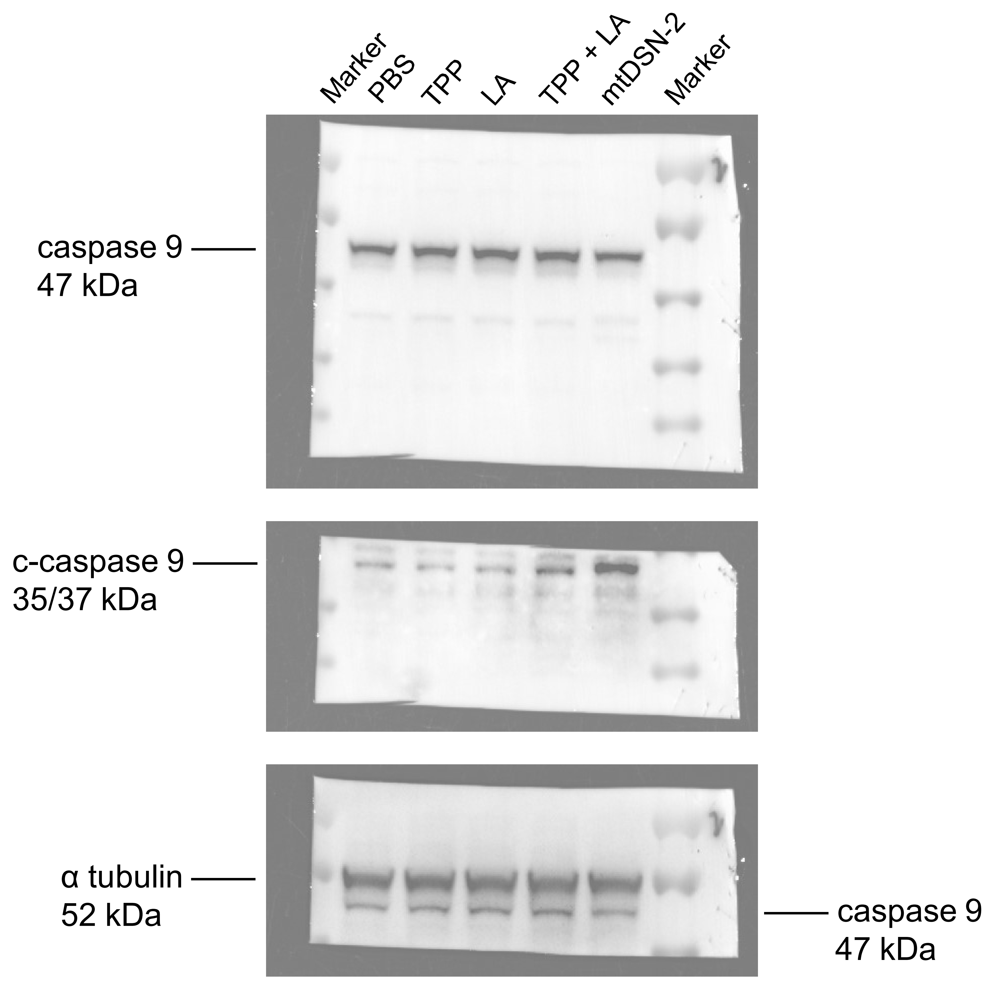 Marker
PBS
TPP
LA
TPP + LA
mtDSN-2
Marker
caspase 9
47 kDa
c-caspase 9
35/37 kDa
α tubulin
52 kDa
caspase 9
47 kDa